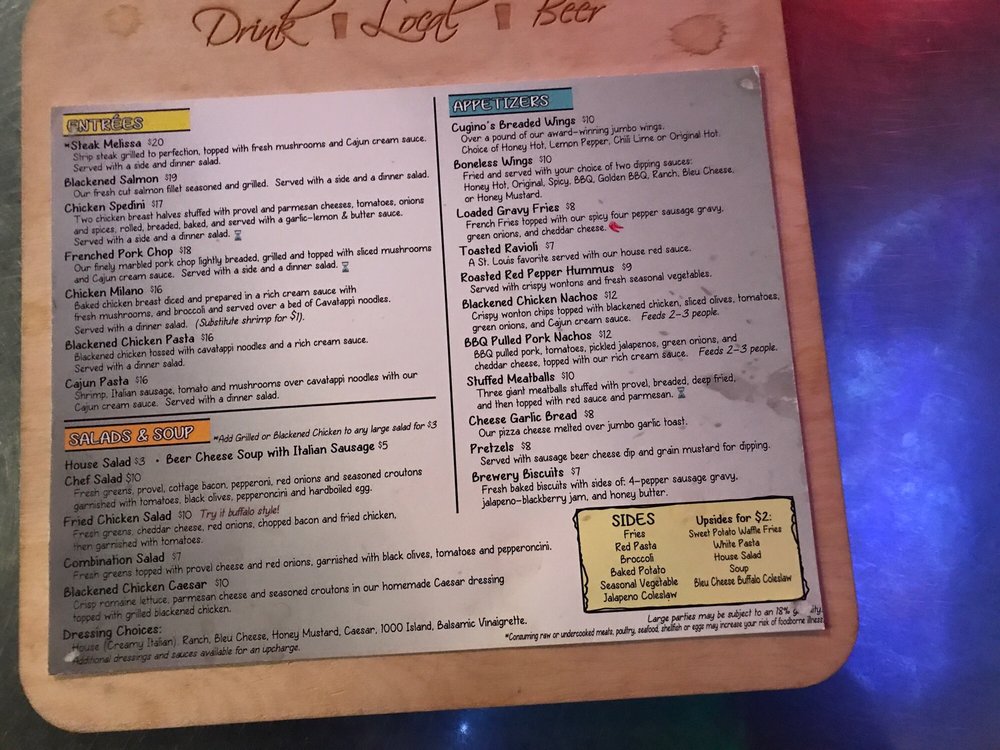 Drink Local Beer
ENTRÉES
*Steak Melissa $20
Strip steak grilled to perfection, topped with fresh mushrooms and Cajun cream sauce.
Served with a side and dinner salad.
Blackened Salmon $19
Our fresh cut salmon fillet seasoned and grilled. Served with a side and a dinner salad.
Chicken Spedini $17
Two chicken breast halves stuffed with provel and parmesan cheeses, tomatoes, onions
and spices, rolled, breaded, baked, and served with a garlic-lemon & butter sauce.
Served with a side and a dinner salad.
Frenched Pork Chop $18
Our finely marbled pork chop lightly breaded, grilled and topped with sliced mushrooms
and Cajun cream sauce. Served with a side and a dinner salad.
Chicken Milano $16
Baked chicken breast diced and prepared in a rich cream sauce with
fresh mushrooms, and broccoli and served over a bed of Cavatappi noodles.
Served with a dinner salad. (Substitute shrimp for $1).
Blackened Chicken Pasta $16
Blackened chicken tossed with cavatappi noodles and a rich cream sauce.
Served with a dinner salad.
Cajun Pasta $16
Shrimp, Italian sausage, tomato and mushrooms over cavatappi noodles with our
Cajun cream sauce. Served with a dinner salad.
SALADS & SOUP *Add Grilled or Blackened Chicken to any large salad for $3
House Salad $3 • Beer Cheese Soup with Italian Sausage $5
Chef Salad $10
Fresh greens, provel, cottage bacon, pepperoni, red onions and seasoned croutons
garnished with tomatoes, black olives, pepperoncini and hardboiled egg.
Fried Chicken Salad $10 Try it buffalo style!
Fresh greens, cheddar cheese, red onions, chopped bacon and fried chicken,
then garnished with tomatoes.
Combination Salad $7
Fresh greens topped with provel cheese and red onions, garnished with black olives, tomatoes and pepperoncini.
Blackened Chicken Caesar $10
Crisp romaine lettuce, parmesan cheese and seasoned croutons in our homemade Caesar dressing
topped with grilled blackened chicken.
Dressing Choices:
House (Creamy Italian), Ranch, Bleu Cheese, Honey Mustard, Caesar, 1000 Island, Balsamic Vinaigrette.
Additional dressings and sauces available for an upcharge.
APPETIZERS
Cugino's Breaded Wings $10
Over a pound of our award-winning jumbo wings.
Choice of Honey Hot, Lemon Pepper, Chili Lime or Original Hot.
Boneless Wings $10
Fried and served with your choice of two dipping sauces:
Honey Hot, Original, Spicy, BBQ, Golden BBQ, Ranch, Bleu Cheese,
or Honey Mustard.
Loaded Gravy Fries $8
French Fries topped with our spicy four pepper sausage gravy,
green onions, and cheddar cheese.
Toasted Ravioli $7
A St. Louis favorite served with our house red sauce.
Roasted Red Pepper Hummus $9
Served with crispy wontons and fresh seasonal vegetables.
Blackened Chicken Nachos $12
Crispy wonton chips topped with blackened chicken, sliced olives, tomatoes,
green onions, and Cajun cream sauce. Feeds 2-3 people.
BBQ Pulled Pork Nachos $12
BBQ pulled pork, tomatoes, pickled jalapenos, green onions, and
cheddar cheese, topped with our rich cream sauce. Feeds 2-3 people.
Stuffed Meatballs $10
Three giant meatballs stuffed with provel, breaded, deep fried,
and then topped with red sauce and parmesan.
Cheese Garlic Bread $8
Our pizza cheese melted over jumbo garlic toast.
Pretzels $8
Served with sausage beer cheese dip and grain mustard for dipping.
Brewery Biscuits $7
Fresh baked biscuits with sides of: 4-pepper sausage gravy,
jalapeno-blackberry jam, and honey butter.
SIDES
Fries
Red Pasta
Broccoli
Baked Potato
Seasonal Vegetable
Jalapeno Coleslaw
Upsides for $2:
Sweet Potato Waffle Fries
White Pasta
House Salad
Soup
Bleu Cheese Buffalo Coleslaw
Large parties may be subject to an 18%
*Consuming raw or undercooked meats, poultry, seafood, shellfish or eggs may increase your risk of foodborne illness.